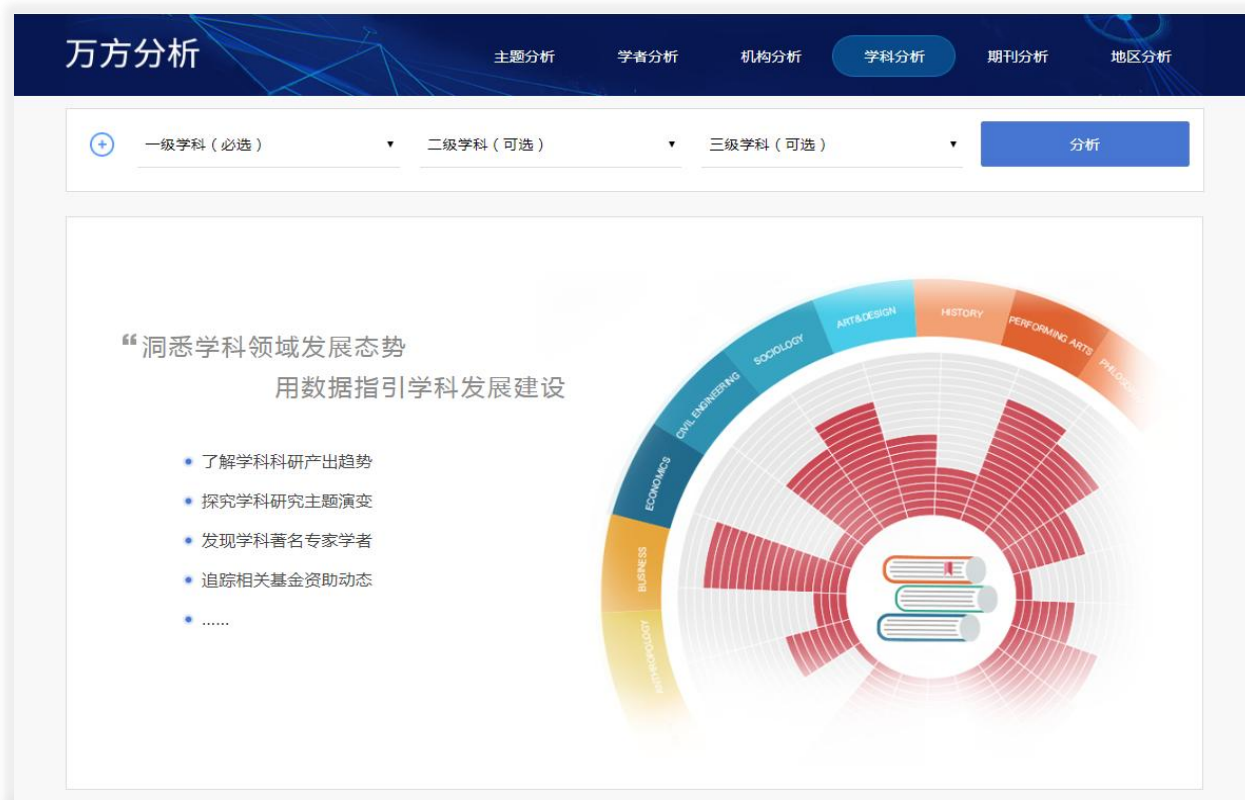 万方分析
主题分析
学者分析
机构分析
学科分析
期刊分析
地区分析
一级学科（必选）
二级学科（可选）
三级学科（可选）
分析
“洞悉学科领域发展态势
用数据指引学科发展建设
了解学科科研产出趋势
探究学科研究主题演变
发现学科著名专家学者
追踪相关基金资助动态
......
ANTHROPOLOGY
BUSINESS
ECONOMICS
CIVIL ENGINEERING
SOCIOLOGY
ART&DESIGN
HISTORY
PERFORMING ARTS